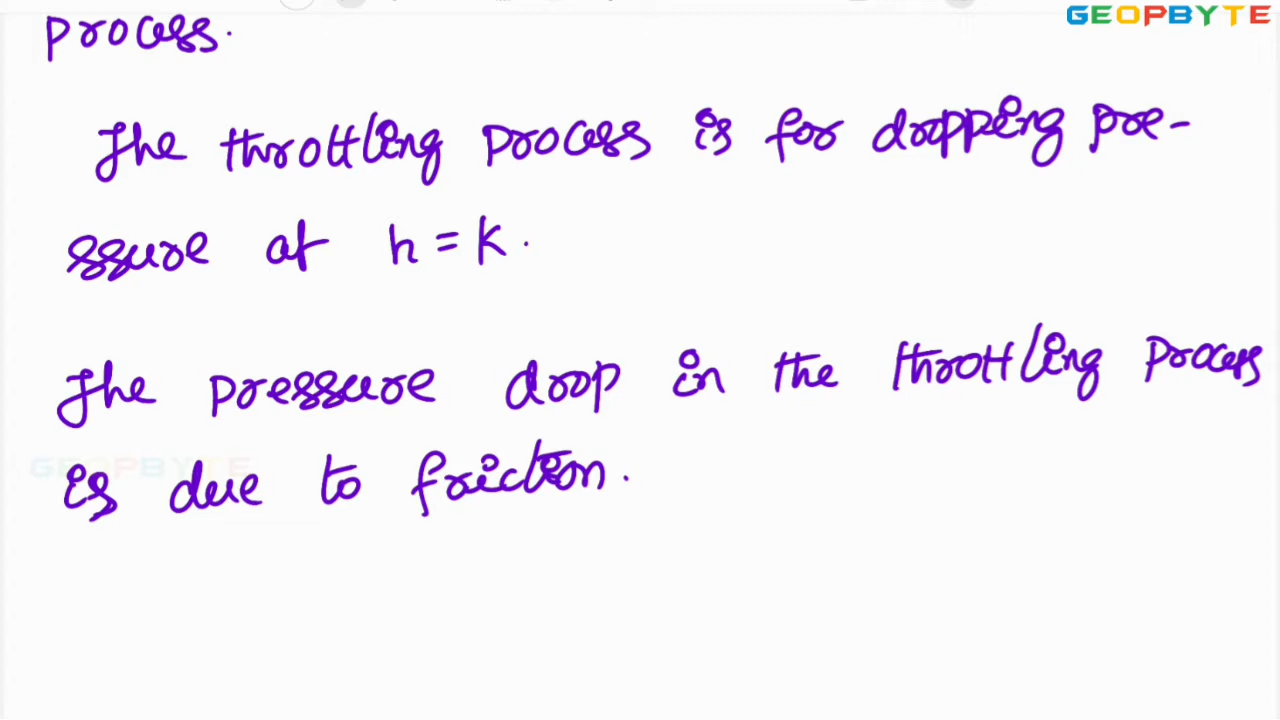 GEOPBYTE
process.
The throttling process is for dropping pre-
ssure at h = k.
The pressure drop in the throttling process
GEOPBYTE
is due to friction.